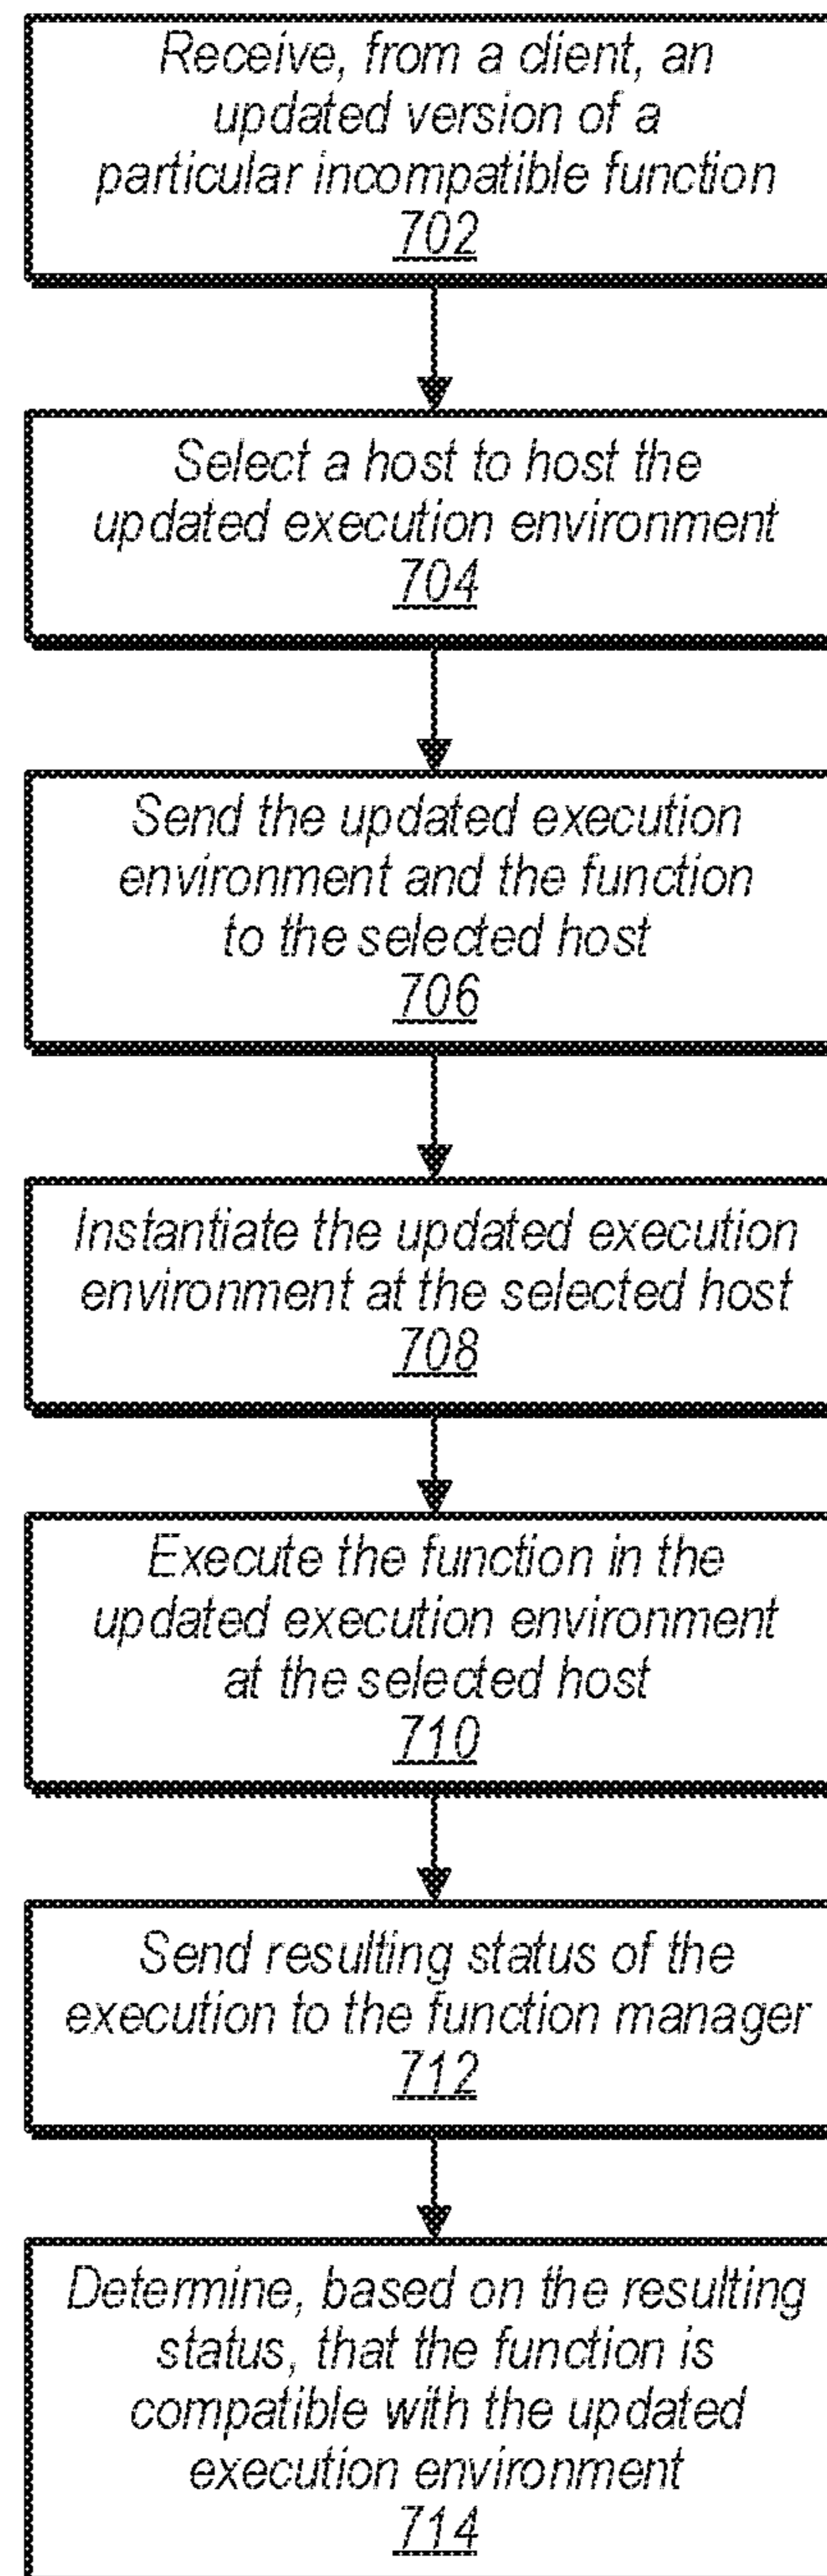 Receive, from a client, an
updated version of a
particular incompatible function
702
Select a host to host the
updated execution environment
704
Send the updated execution
environment and the function
to the selected host
706
Instantiate the updated execution
environment at the selected host
708
Execute the function in the
updated execution environment
at the selected host
710
Send resulting status of the
execution to the function manager
712
Determine, based on the resulting
status, that the function is
compatible with the updated
execution environment
714